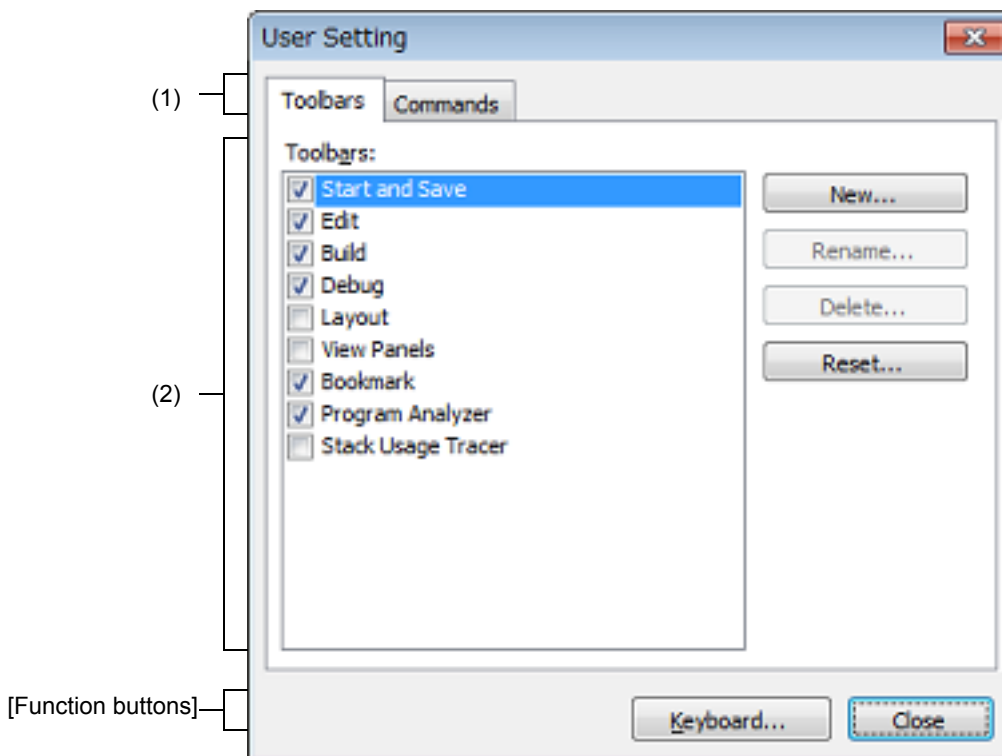 User Setting
(1)
Toolbars Commands
Toolbars:
Start and Save
Edit
Build
Debug
Layout
View Panels
Bookmark
Program Analyzer
Stack Usage Tracer
New...
Rename...
Delete...
Reset...
(2)
[Function buttons]
Keyboard... Close